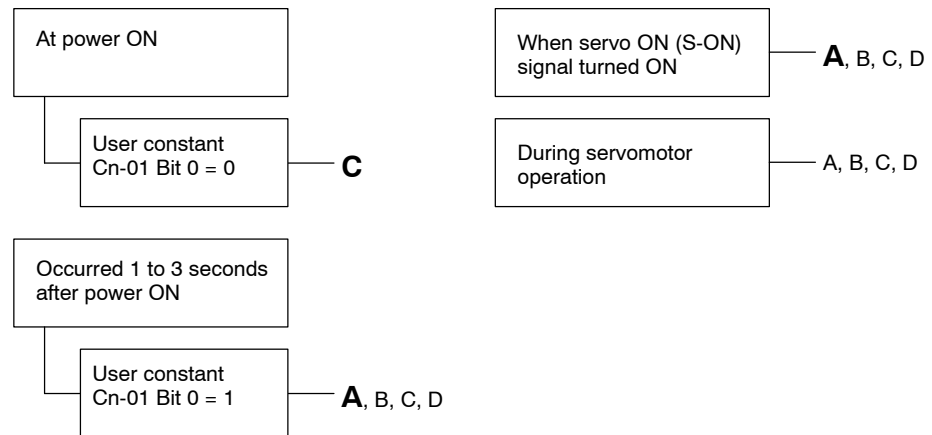 At power ON
User constant
Cn-01 Bit 0 = 0
C
Occurred 1 to 3 seconds
after power ON
User constant
Cn-01 Bit 0 = 1
A, B, C, D
When servo ON (S-ON)
signal turned ON
A, B, C, D
During servomotor
operation
A, B, C, D